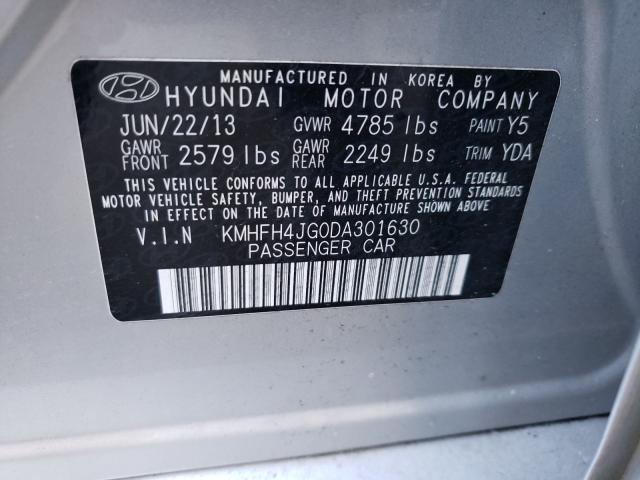 MANUFACTURED IN KOREA BY
HYUNDAI MOTOR COMPANY
JUN/22/13 GVWR 4785 lbs PAINT Y5
GAWR FRONT 2579 lbs GAWR REAR 2249 lbs TRIM YDA
THIS VEHICLE CONFORMS TO ALL APPLICABLE U.S.A. FEDERAL
MOTOR VEHICLE SAFETY, BUMPER, AND THEFT PREVENTION STANDARDS
IN EFFECT ON THE DATE OF MANUFACTURE SHOWN ABOVE.
V.I.N KMHFH4JG0DA301630
PASSENGER CAR